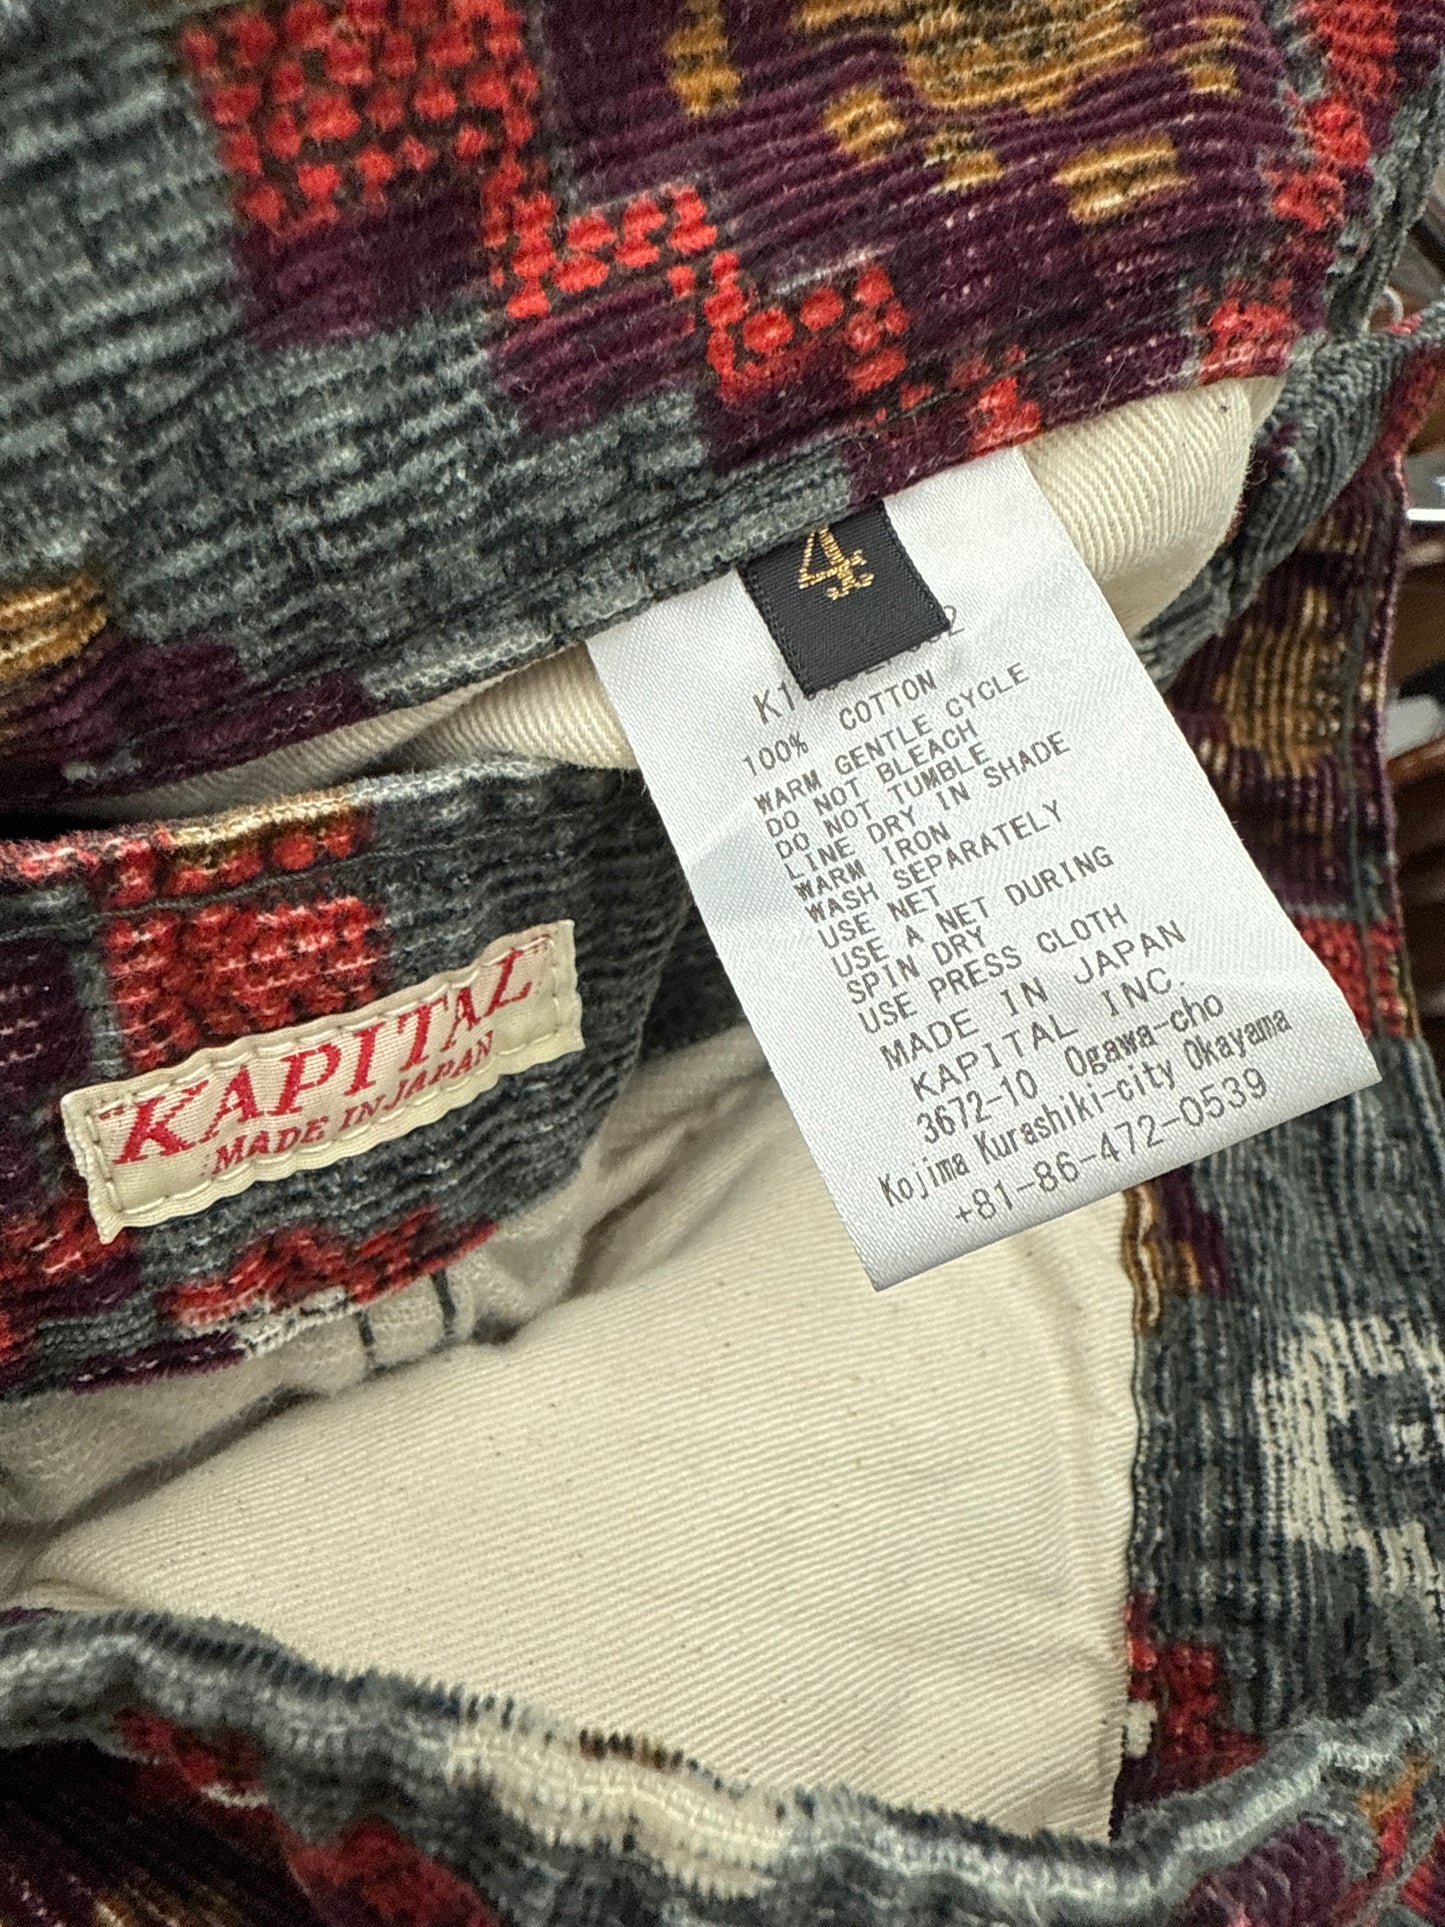 4
100% COTTON
WARM GENTLE CYCLE
DO NOT BLEACH
DO NOT TUMBLE
LINE DRY IN SHADE
WARM IRON
WASH SEPARATELY
USE NET
USE A NET DURING
SPIN DRY
USE PRESS CLOTH
MADE IN JAPAN
KAPITAL INC.
3672-10 Ogawa-cho
Kojima Kurashiki-city Okayama
+81-86-472-0539
"KAPITAL"
MADE IN JAPAN